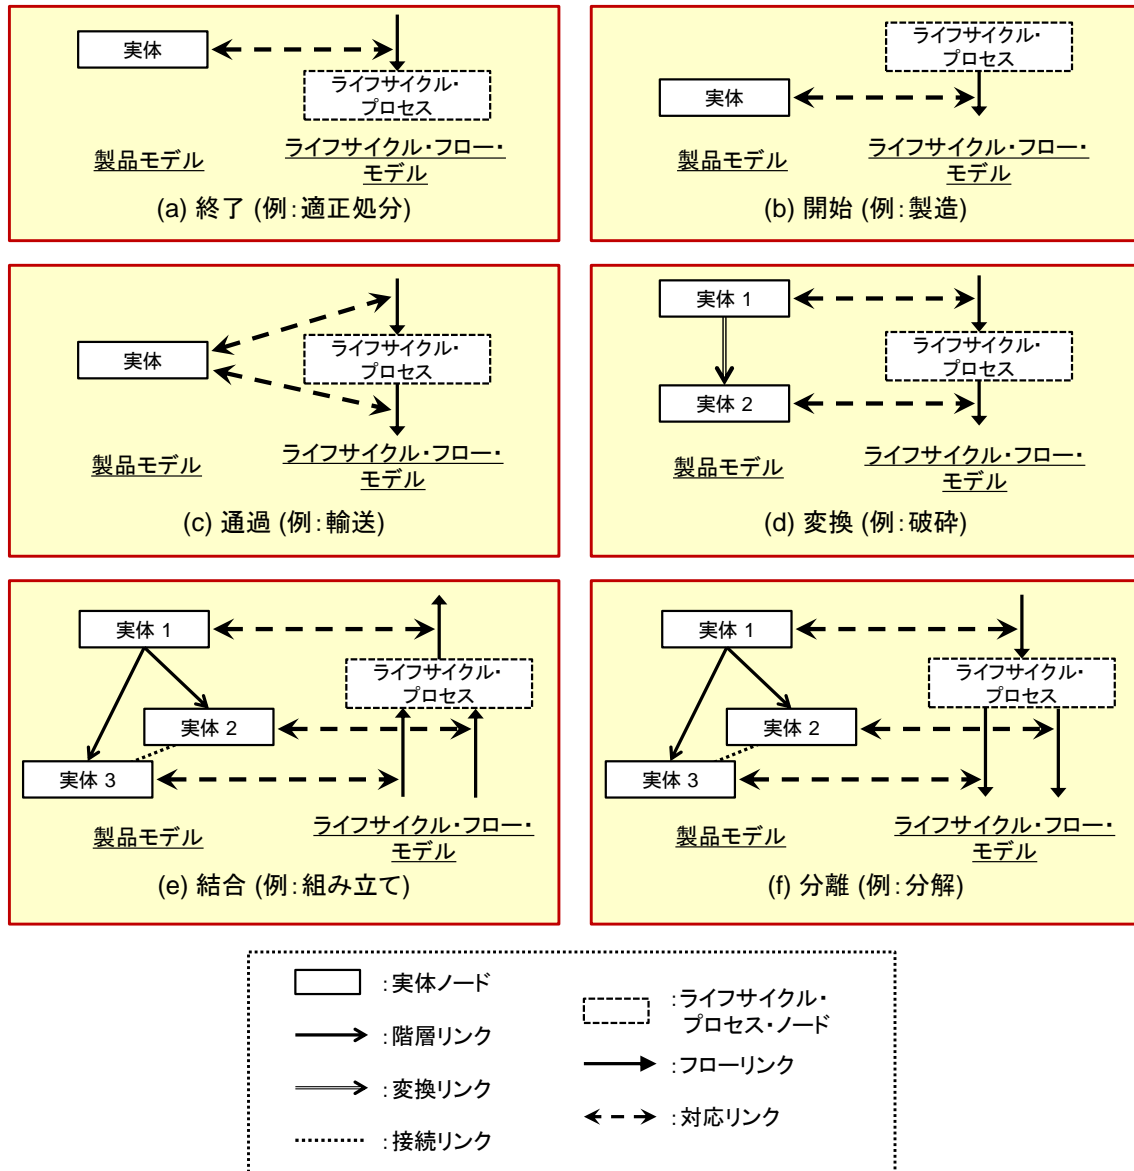 実体
ライフサイクル・
プロセス
製品モデル
ライフサイクル・フロー・
モデル
(a) 終了 (例：適正処分)
ライフサイクル・
プロセス
実体
製品モデル
ライフサイクル・フロー・
モデル
(b) 開始 (例：製造)
実体
ライフサイクル・
プロセス
製品モデル
ライフサイクル・フロー・
モデル
(c) 通過 (例：輸送)
実体 1
ライフサイクル・
プロセス
実体 2
製品モデル
ライフサイクル・フロー・
モデル
(d) 変換 (例：破砕)
実体 1
ライフサイクル・
プロセス
実体 2
実体 3
製品モデル
ライフサイクル・フロー・
モデル
(e) 結合 (例：組み立て)
実体 1
ライフサイクル・
プロセス
実体 2
実体 3
製品モデル
ライフサイクル・フロー・
モデル
(f) 分離 (例：分解)
：実体ノード
：階層リンク
：変換リンク
：接続リンク
：ライフサイクル・
プロセス・ノード
：フローリンク
：対応リンク